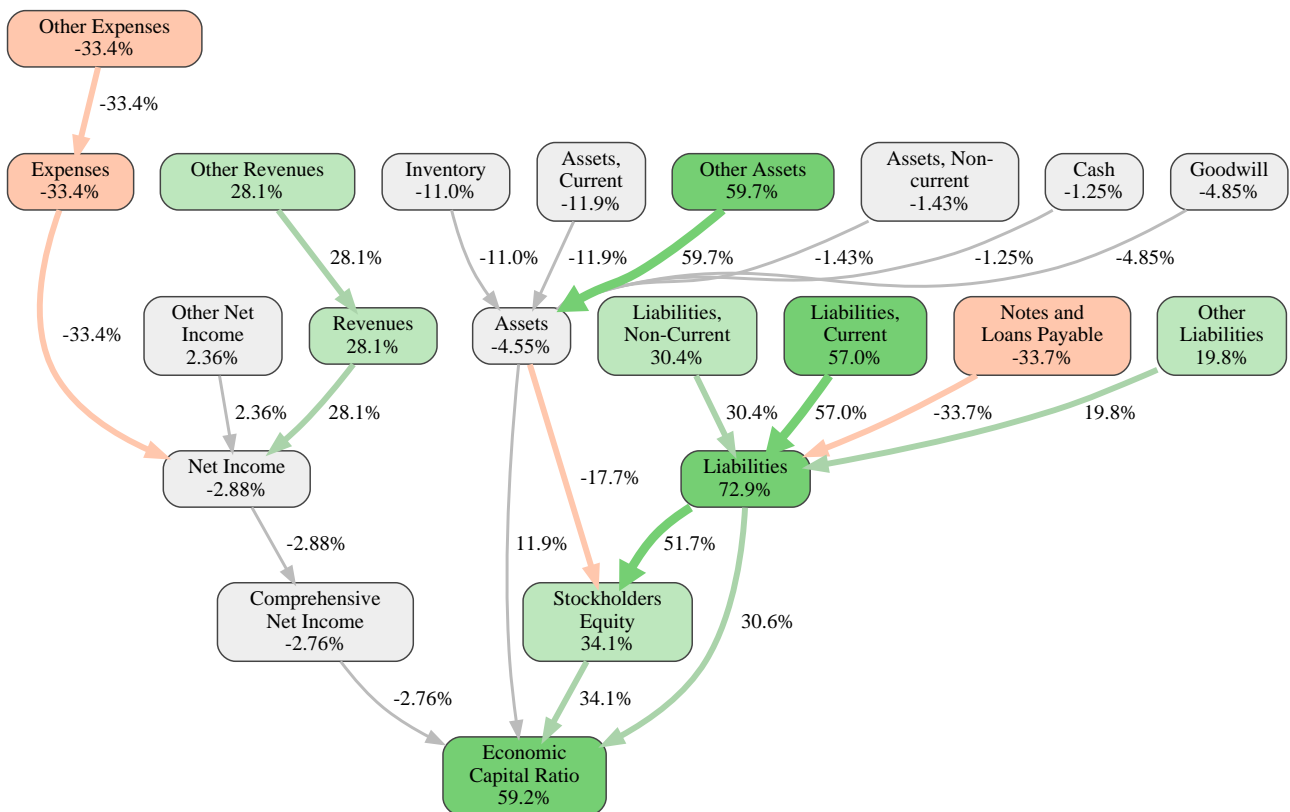 Other Expenses
-33.4%
-33.4%
Expenses
-33.4%
Other Revenues
28.1%
Inventory
-11.0%
Assets,
Current
-11.9%
Other Assets
59.7%
Assets, Non-
current
-1.43%
Cash
-1.25%
Goodwill
-4.85%
28.1%
-11.0%
-11.9%
59.7%
-1.43%
-1.25%
-4.85%
-33.4%
Other Net
Income
2.36%
Revenues
28.1%
Assets
-4.55%
Liabilities,
Non-Current
30.4%
Liabilities,
Current
57.0%
Notes and
Loans Payable
-33.7%
Other
Liabilities
19.8%
2.36%
28.1%
30.4%
57.0%
-33.7%
19.8%
Net Income
-2.88%
-17.7%
Liabilities
72.9%
-2.88%
11.9%
51.7%
Comprehensive
Net Income
-2.76%
Stockholders
Equity
34.1%
30.6%
-2.76%
34.1%
Economic
Capital Ratio
59.2%